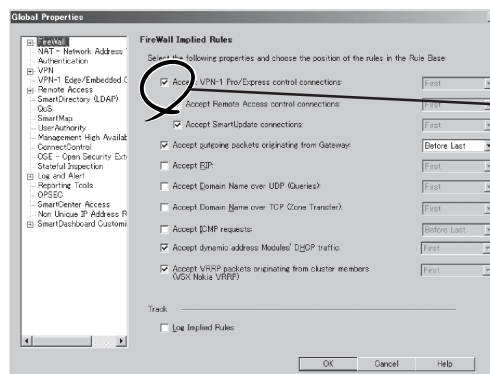 Global Properties
FireWall
NAT - Network Address
Authentication
VPN
VPN-1 Edge/Embedded
Remote Access
SmartDirectory (LDAP)
QoS
SmartMap
UserAuthority
Management High Availab
ConnectControl
OSE - Open Security Ext
Stateful Inspection
Log and Alert
Reporting Tools
OPSEC
SmartCenter Access
Non Unique IP Address R
SmartDashboard Customi
FireWall Implied Rules
Select the following properties and choose the position of the rules in the Rule Base:
Accept VPN-1 Pro/Express control connections: First
Accept Remote Access control connections: First
Accept SmartUpdate connections: First
Accept outgoing packets originating from Gateway: Before Last
Accept RIP: First
Accept Domain Name over UDP (Queries): First
Accept Domain Name over TCP (Zone Transfer): First
Accept ICMP requests: Before Last
Accept dynamic address Modules' DHCP traffic: First
Accept VRRP packets originating from cluster members First
(VSX Nokia VRRP)
Track
Log Implied Rules
OK Cancel Help